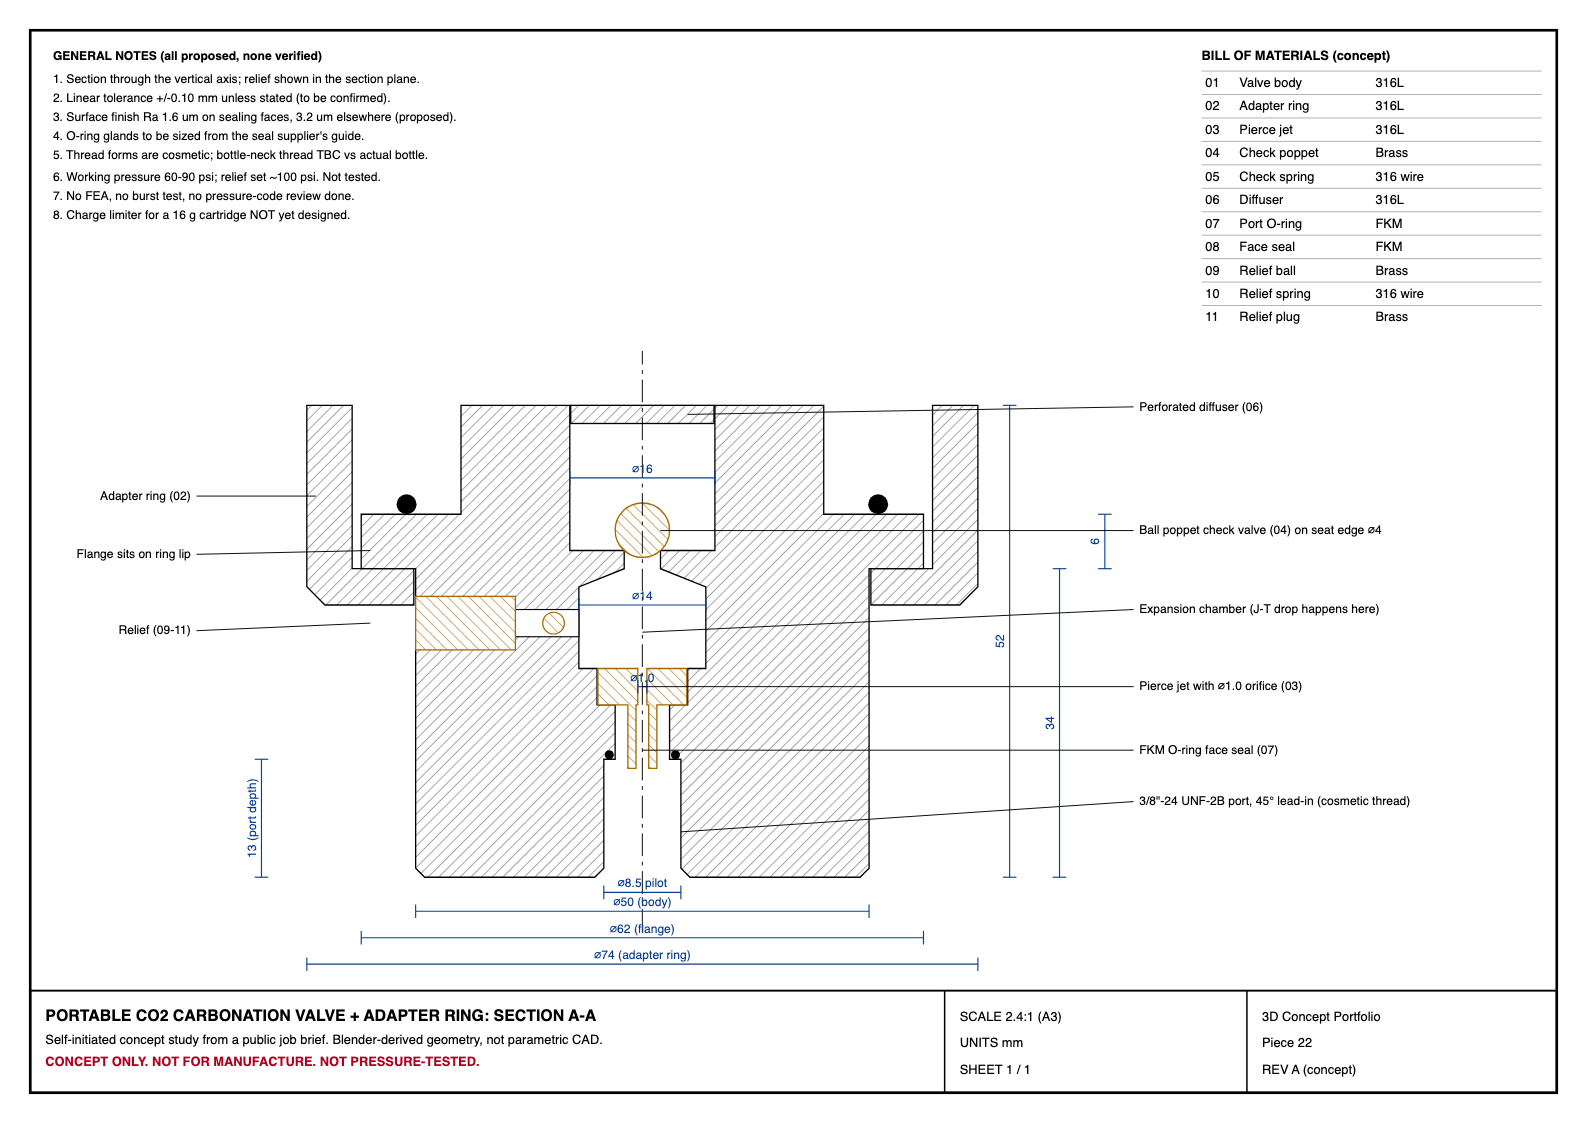 GENERAL NOTES (all proposed, none verified)
1. Section through the vertical axis; relief shown in the section plane.
2. Linear tolerance +/-0.10 mm unless stated (to be confirmed).
3. Surface finish Ra 1.6 um on sealing faces, 3.2 um elsewhere (proposed).
4. O-ring glands to be sized from the seal supplier's guide.
5. Thread forms are cosmetic; bottle-neck thread TBC vs actual bottle.
6. Working pressure 60-90 psi; relief set ~100 psi. Not tested.
7. No FEA, no burst test, no pressure-code review done.
8. Charge limiter for a 16 g cartridge NOT yet designed.
BILL OF MATERIALS (concept)
01 Valve body 316L
02 Adapter ring 316L
03 Pierce jet 316L
04 Check poppet Brass
05 Check spring 316 wire
06 Diffuser 316L
07 Port O-ring FKM
08 Face seal FKM
09 Relief ball Brass
10 Relief spring 316 wire
11 Relief plug Brass
Perforated diffuser (06)
⌀16
Adapter ring (02)
Ball poppet check valve (04) on seat edge ⌀4
6
Flange sits on ring lip
⌀14
Expansion chamber (J-T drop happens here)
Relief (09-11)
52
⌀1.0
Pierce jet with ⌀1.0 orifice (03)
34
FKM O-ring face seal (07)
3/8"-24 UNF-2B port, 45° lead-in (cosmetic thread)
13 (port depth)
⌀8.5 pilot
⌀50 (body)
⌀62 (flange)
⌀74 (adapter ring)
PORTABLE CO2 CARBONATION VALVE + ADAPTER RING: SECTION A-A
Self-initiated concept study from a public job brief. Blender-derived geometry, not parametric CAD.
CONCEPT ONLY. NOT FOR MANUFACTURE. NOT PRESSURE-TESTED.
SCALE 2.4:1 (A3)
UNITS mm
SHEET 1 / 1
3D Concept Portfolio
Piece 22
REV A (concept)